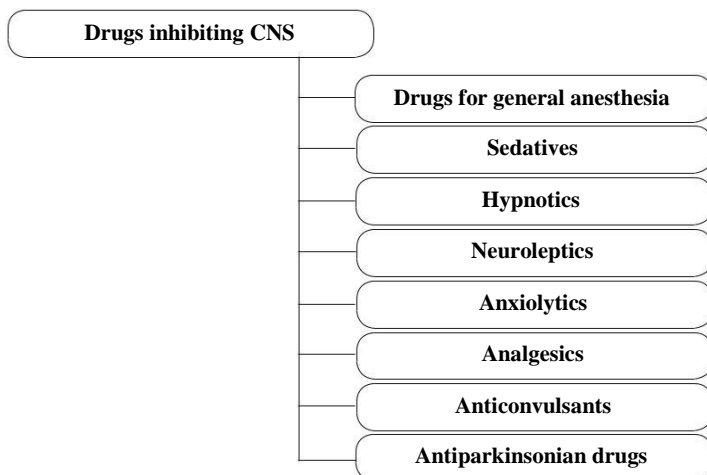 Drugs inhibiting CNS
Drugs for general anesthesia
Sedatives
Hypnotics
Neuroleptics
Anxiolytics
Analgesics
Anticonvulsants
Antiparkinsonian drugs